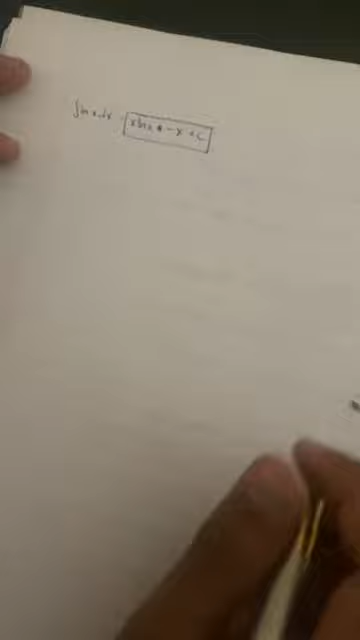 ∫ln x dx = x ln x - x + c